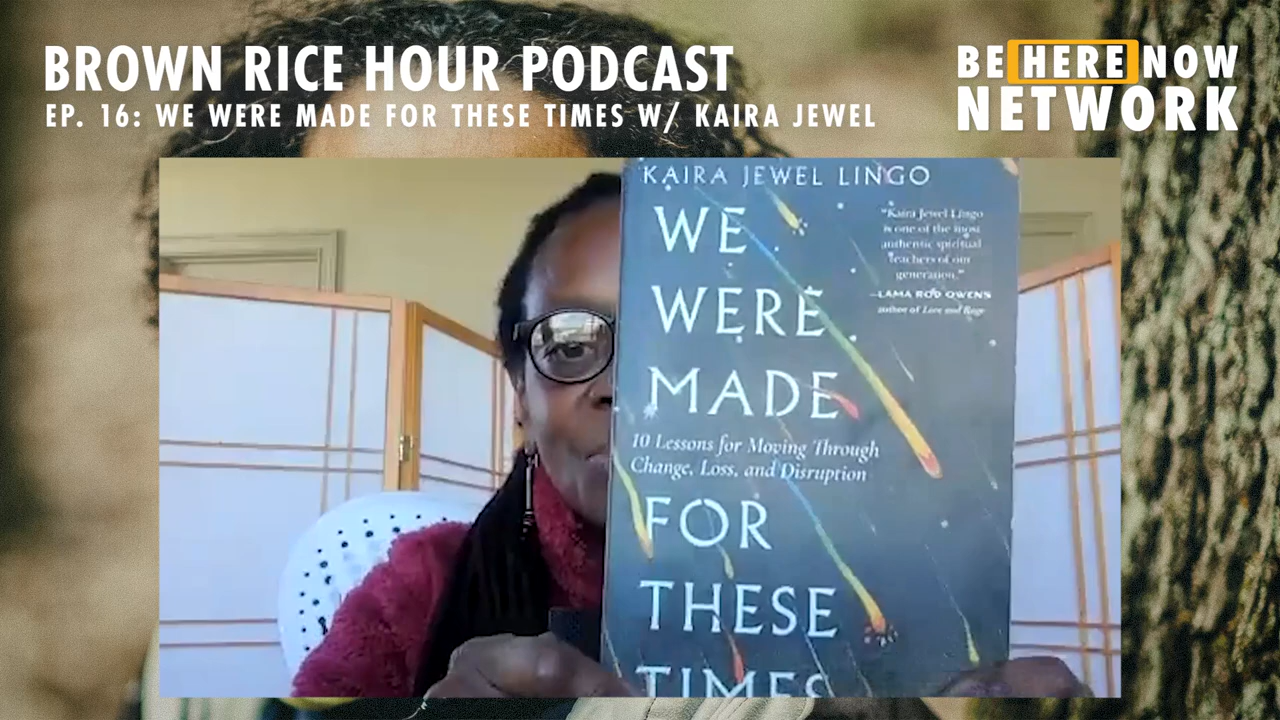 BROWN RICE HOUR PODCAST
EP. 16: WE WERE MADE FOR THESE TIMES W/ KAIRA JEWEL
BE HERE NOW
NETWORK
KAIRA JEWEL LINGO
WE
WERE
MADE
"Kaira Jewel Lingo
is one of the most
authentic spiritual
teachers of our
generation."
—LAMA ROD OWENS
author of Love and Rage
10 Lessons for Moving Through
Change, Loss, and Disruption
FOR
THESE
TIMES